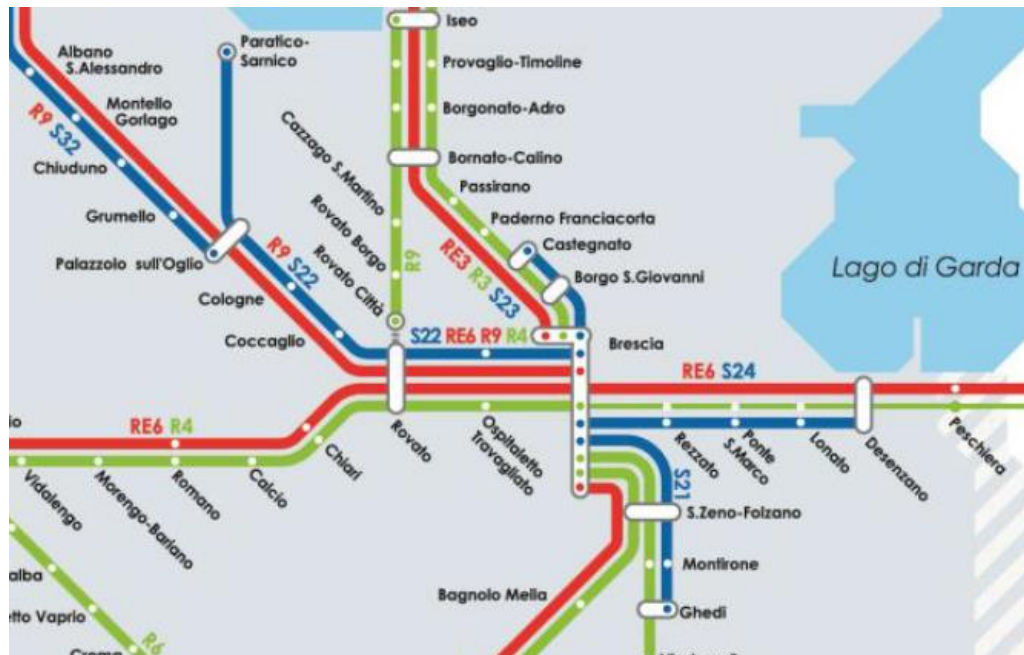 Iseo
Albano
S.Alessandro
Paratico-
Sarnico
Provaglio-Timoline
Montello
Gorlago
Borgonato-Adro
R9 S32
Cazzago S.Martino
Bornato-Calino
Chiuduno
Passirano
Grumello
Rovato Borgo
Paderno Franciacorta
Castegnato
Palazzolo sull'Oglio
R9 S22
R9
RE3 R3 S23
Borgo S.Giovanni
Lago di Garda
Rovato Città
Cologne
Coccaglio
S22 RE6 R9 R4
Brescia
RE6 S24
RE6 R4
io
Vidalengo
Morengo-Bariano
Romano
Calcio
Chiari
Rovato
Ospitaletto
Travagliato
Rezzato
Ponte
S.Marco
Lonato
Desenzano
Peschiera
S21
S.Zeno-Folzano
Montirone
alba
Bagnolo Mella
Ghedi
etto Vaprio
R6